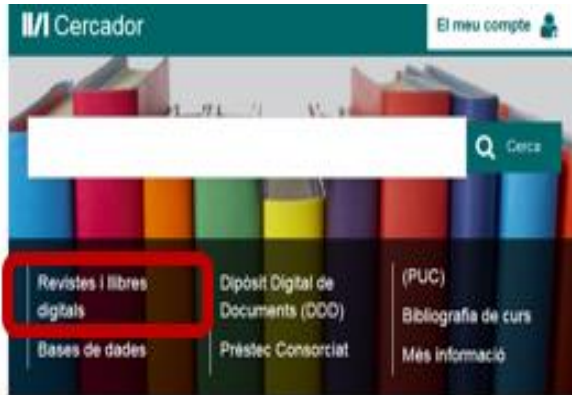 Cercador
El meu compte
Cerca
Revistes i llibres
digitals
Bases de dades
Dipòsit Digital de
Documents (DDD)
Préstec Consorciat
(PUC)
Bibliografia de curs
Més informació